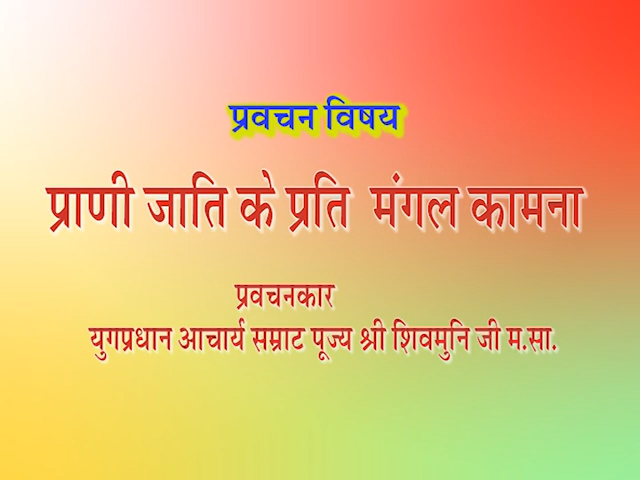 प्रवचन विषय
प्राणी जाति के प्रति मंगल कामना
प्रवचनकार
युगप्रधान आचार्य सम्राट पूज्य श्री शिवमुनि जी म.सा.